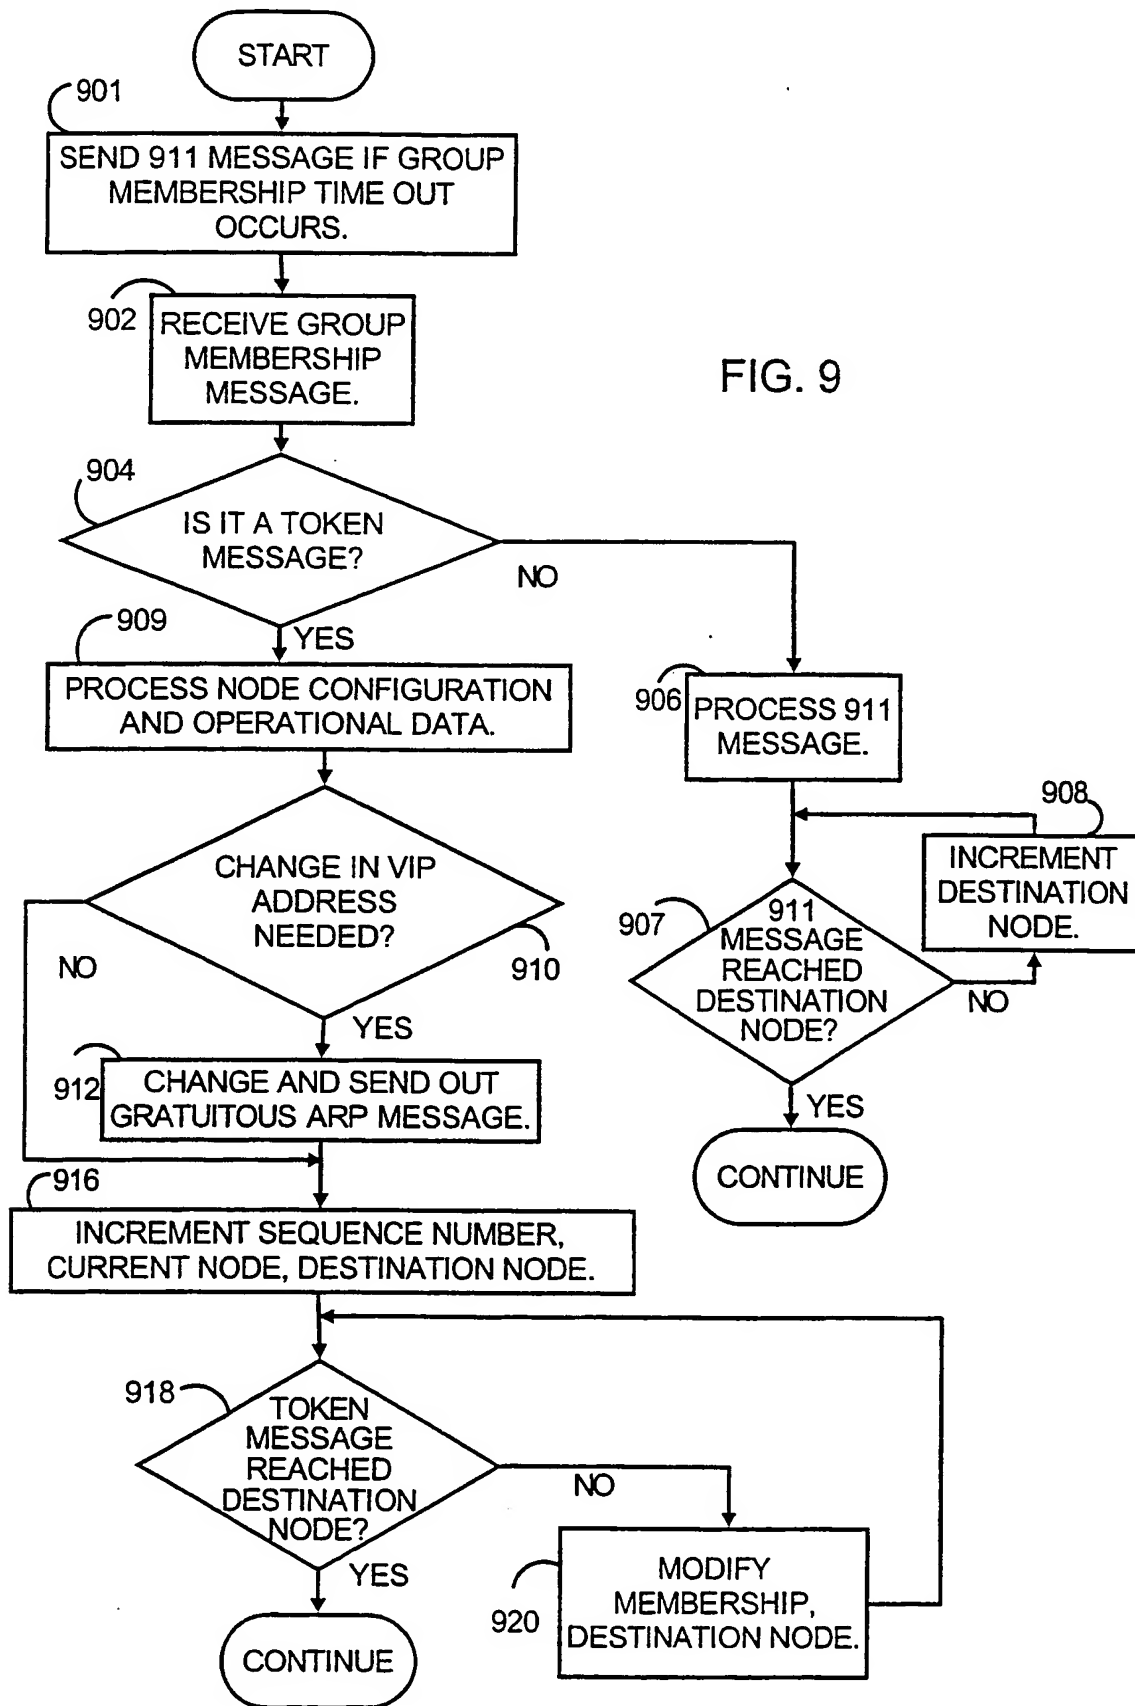 START
901
SEND 911 MESSAGE IF GROUP
MEMBERSHIP TIME OUT
OCCURS.
902
RECEIVE GROUP
MEMBERSHIP
MESSAGE.
FIG. 9
904
IS IT A TOKEN
MESSAGE?
NO
YES
909
PROCESS NODE CONFIGURATION
AND OPERATIONAL DATA.
906
PROCESS 911
MESSAGE.
908
INCREMENT
DESTINATION
NODE.
CHANGE IN VIP
ADDRESS
NEEDED?
910
NO
YES
907
911
MESSAGE
REACHED
DESTINATION
NODE?
NO
YES
CONTINUE
912
CHANGE AND SEND OUT
GRATUITOUS ARP MESSAGE.
916
INCREMENT SEQUENCE NUMBER,
CURRENT NODE, DESTINATION NODE.
918
TOKEN
MESSAGE
REACHED
DESTINATION
NODE?
NO
YES
920
MODIFY
MEMBERSHIP,
DESTINATION NODE.
CONTINUE